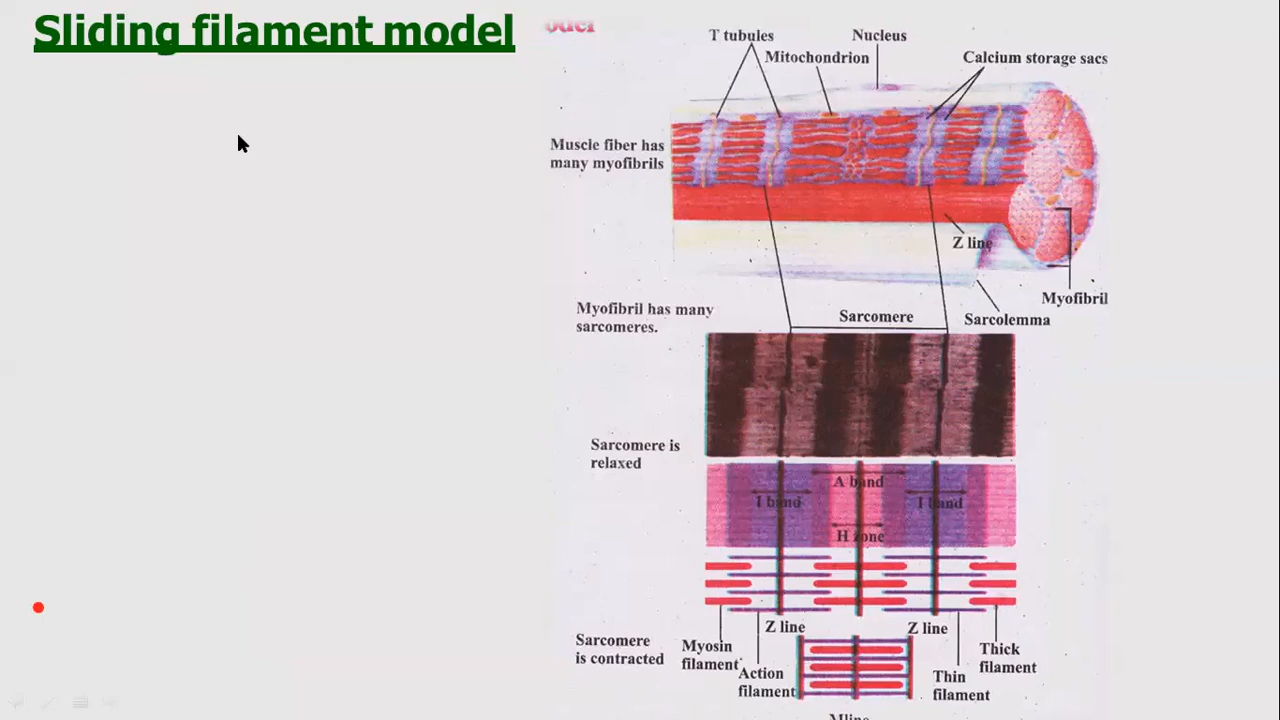 Sliding filament model
T tubules
Nucleus
Mitochondrion
Calcium storage sacs
Muscle fiber has
many myofibrils
Z line
Myofibril
Myofibril has many
sarcomeres.
Sarcomere
Sarcolemma
Sarcomere is
relaxed
A band
I band
I band
H zone
Z line
Z line
Sarcomere
is contracted
Myosin
filament
Action
filament
Thin
filament
Thick
filament